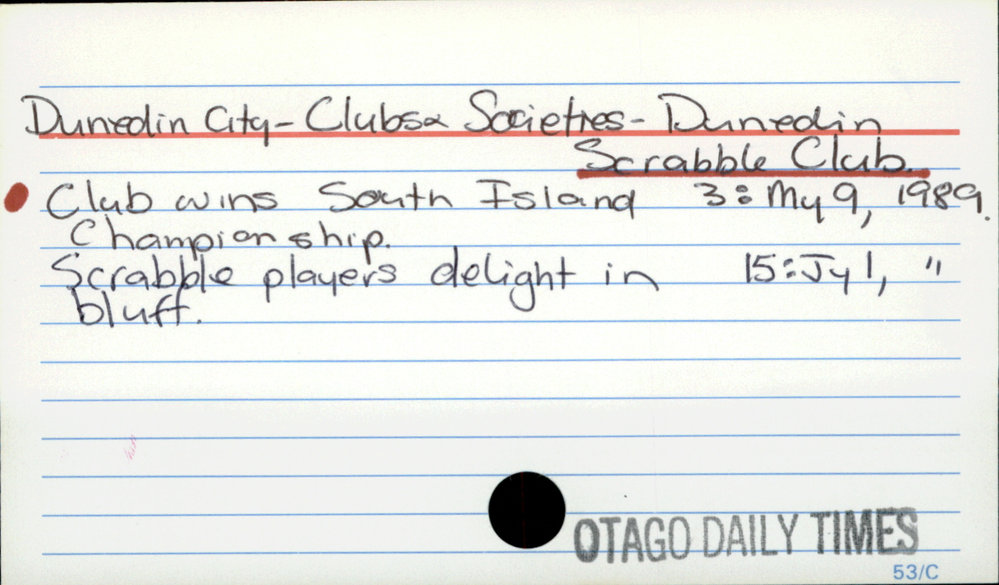 Dunedin City - Clubs & Societies - Dunedin
Scrabble Club.
Club wins South Island 3: My 9, 1989.
Championship.
Scrabble players delight in 15: Jy 1, "
bluff.
OTAGO DAILY TIMES
53/C